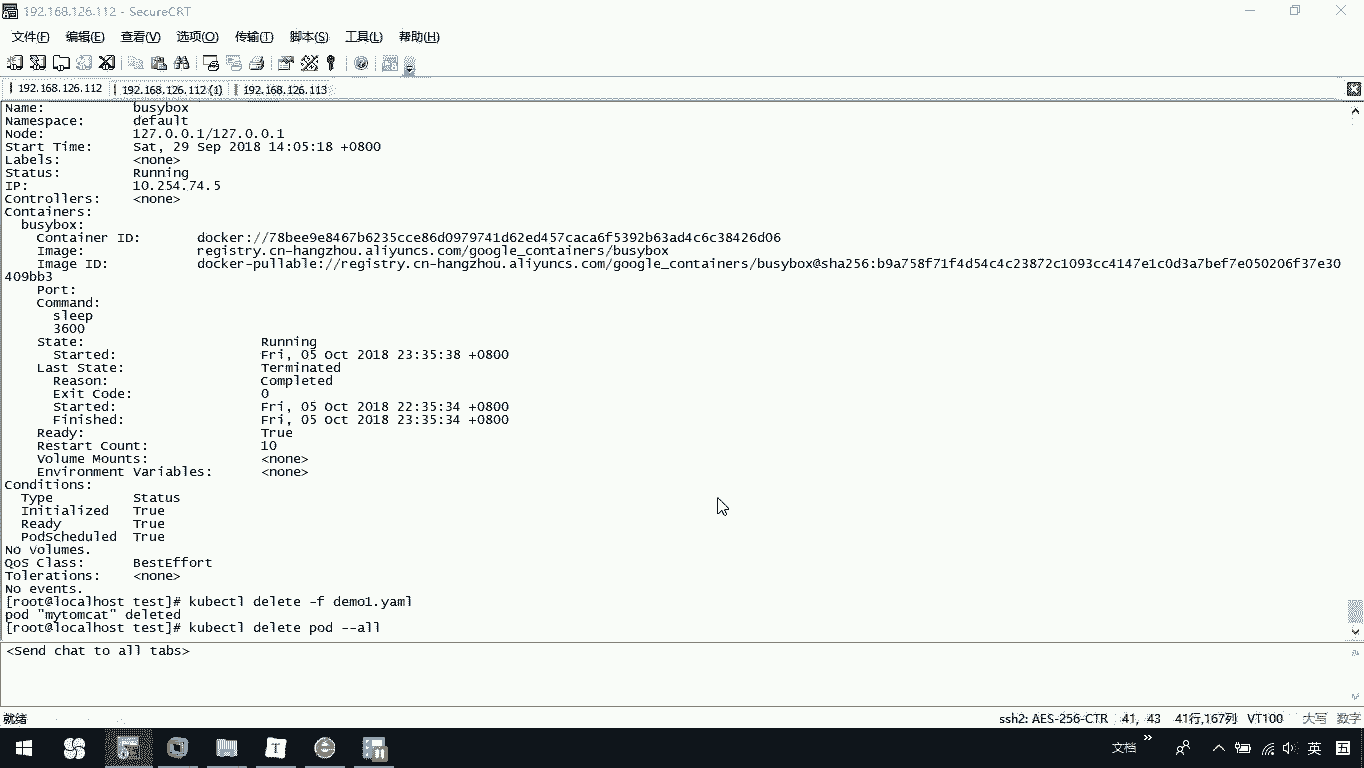 192.168.126.112 - SecureCRT
文件(F) 编辑(E) 查看(V) 选项(O) 传输(T) 脚本(S) 工具(L) 帮助(H)
192.168.126.112 192.168.126.112 (1) 192.168.126.113
Name: busybox
Namespace: default
Node: 127.0.0.1/127.0.0.1
Start Time: Sat, 29 Sep 2018 14:05:18 +0800
Labels: <none>
Status: Running
IP: 10.254.74.5
Controllers: <none>
Containers:
busybox:
Container ID: docker://78bee9e8467b6235cce86d0979741d62ed457caca6f5392b63ad4c6c38426d06
Image: registry.cn-hangzhou.aliyuncs.com/google_containers/busybox
Image ID: docker-pullable://registry.cn-hangzhou.aliyuncs.com/google_containers/busybox@sha256:b9a758f71f4d54c4c23872c1093cc4147e1c0d3a7bef7e050206f37e30
409bb3
Port:
Command:
sleep
3600
State: Running
Started: Fri, 05 Oct 2018 23:35:38 +0800
Last State: Terminated
Reason: Completed
Exit Code: 0
Started: Fri, 05 Oct 2018 22:35:34 +0800
Finished: Fri, 05 Oct 2018 23:35:34 +0800
Ready: True
Restart Count: 10
Volume Mounts: <none>
Environment Variables: <none>
Conditions:
Type Status
Initialized True
Ready True
PodScheduled True
No volumes.
QoS Class: BestEffort
Tolerations: <none>
No events.
[root@localhost test]# kubectl delete -f demo1.yaml
pod "mytomcat" deleted
[root@localhost test]# kubectl delete pod --all
<Send chat to all tabs>
就绪 ssh2: AES-256-CTR 41, 43 41行,167列 VT100 大写 数字
文档 英 五